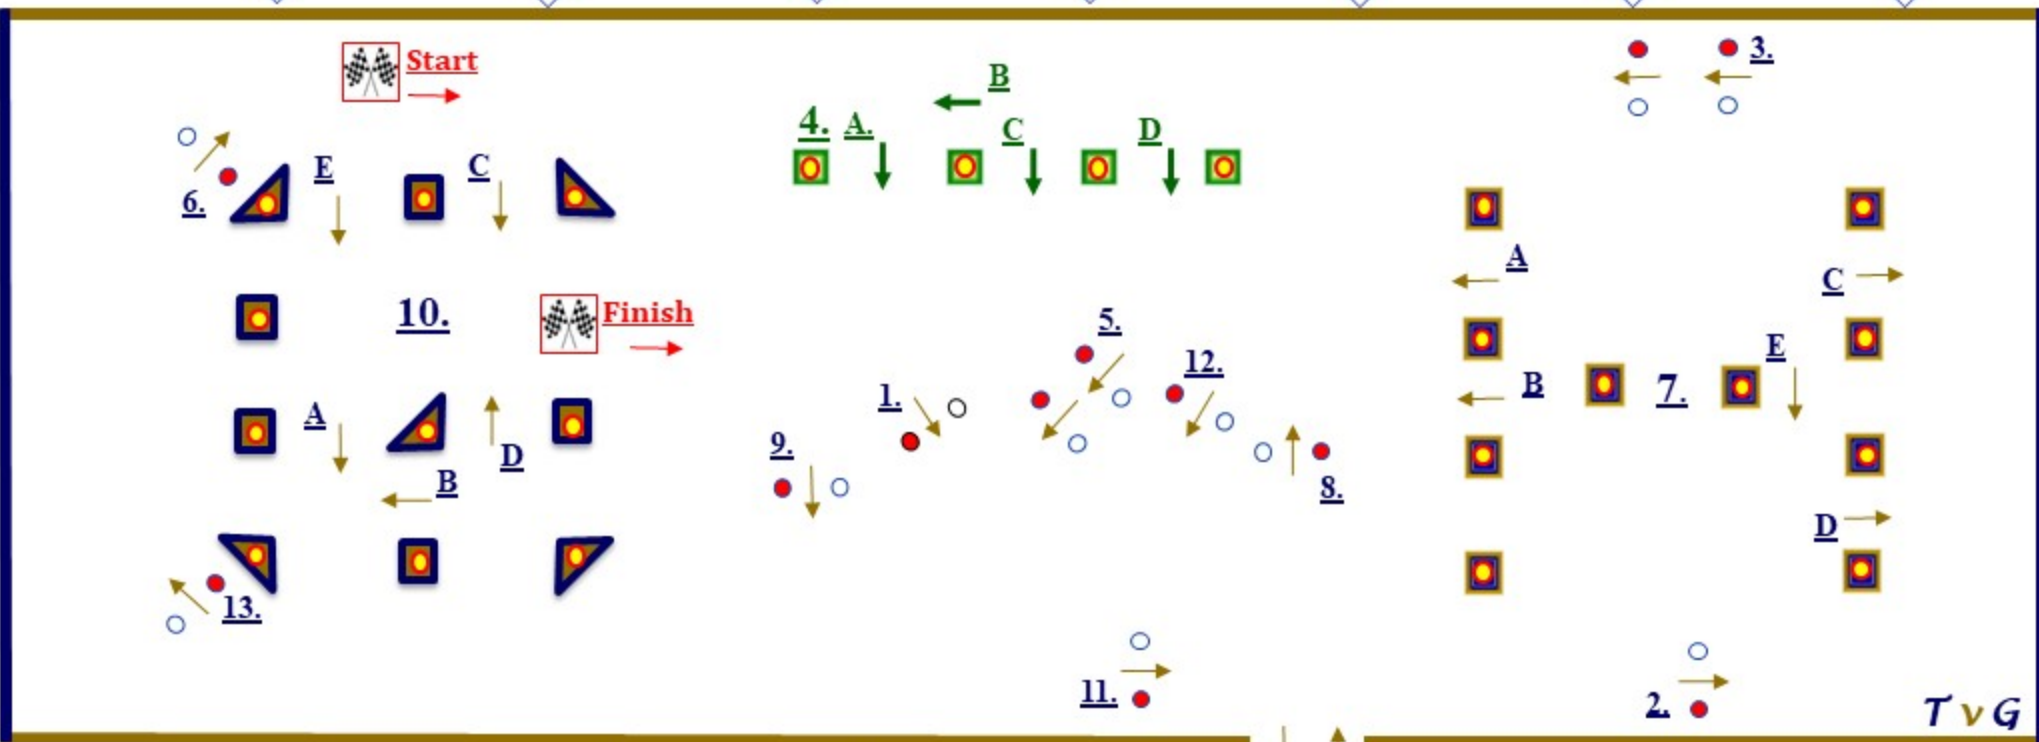 Start
3.
B
4. A. C D
6. E C
A
C
10. Finish
5.
12.
E
1.
B 7.
A
9.
D
B
8.
D
13.
11.
2.
T v G